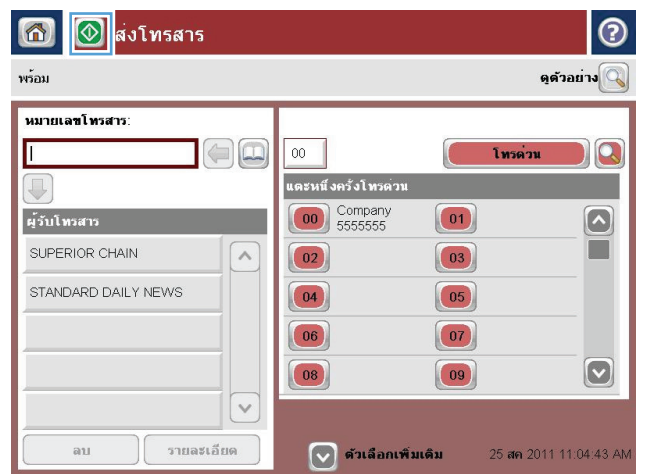 ส่งโทรสาร
พร้อม
ดูตัวอย่าง
หมายเลขโทรสาร:
00
โทรด่วน
แตะหนึ่งครั้งโทรด่วน
ผู้รับโทรสาร
00 Company 5555555
01
SUPERIOR CHAIN
02
03
STANDARD DAILY NEWS
04
05
06
07
08
09
ลบ
รายละเอียด
ตัวเลือกเพิ่มเติม
25 สค 2011 11:04:43 AM